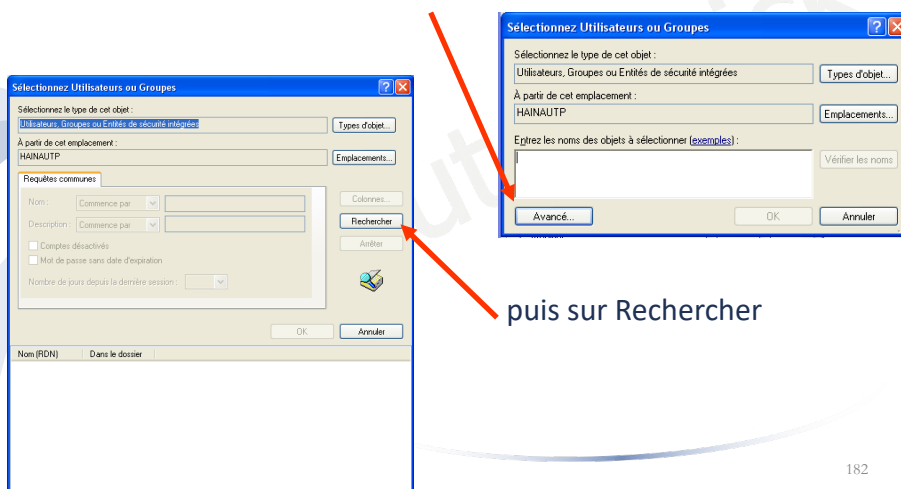 Sélectionnez Utilisateurs ou Groupes
Sélectionnez le type de cet objet :
Utilisateurs, Groupes ou Entités de sécurité intégrées
Types d'objet...
À partir de cet emplacement :
HAINAUTP
Emplacements...
Entrez les noms des objets à sélectionner (exemples) :
Vérifier les noms
Avancé...
OK
Annuler
Sélectionnez Utilisateurs ou Groupes
Sélectionnez le type de cet objet :
Utilisateurs, Groupes ou Entités de sécurité intégrées
Types d'objet...
À partir de cet emplacement :
HAINAUTP
Emplacements...
Requêtes communes
Nom : Commence par
Colonnes...
Description : Commence par
Rechercher
Comptes désactivés
Arrêter
Mot de passe sans date d'expiration
Nombre de jours depuis la dernière session :
OK
Annuler
Nom (RDN) Dans le dossier
puis sur Rechercher
182